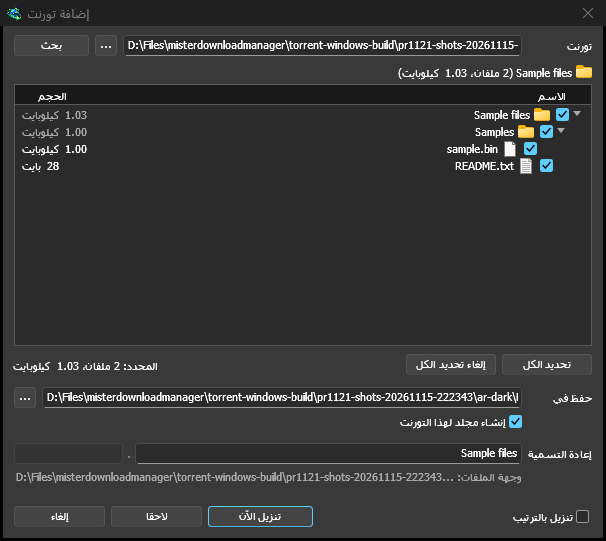 إضافة تورنت
تورنت D:\Files\misterdownloadmanager\torrent-windows-build\pr1121-shots-20261115- ... بحث
Sample files (2 ملفان، 1.03 كيلوبايت)
الاسم الحجم
Sample files 1.03 كيلوبايت
Samples 1.00 كيلوبايت
sample.bin 1.00 كيلوبايت
README.txt 28 بايت
تحديد الكل إلغاء تحديد الكل المحدد: 2 ملفان، 1.03 كيلوبايت
حفظ في D:\Files\misterdownloadmanager\torrent-windows-build\pr1121-shots-20261115-222343\ar-dark\ ...
إنشاء مجلد لهذا التورنت
إعادة التسمية Sample files .
وجهة الملفات: D:\Files\misterdownloadmanager\torrent-windows-build\pr1121-shots-20261115-222343...
تنزيل بالترتيب تنزيل الآن لاحقا إلغاء